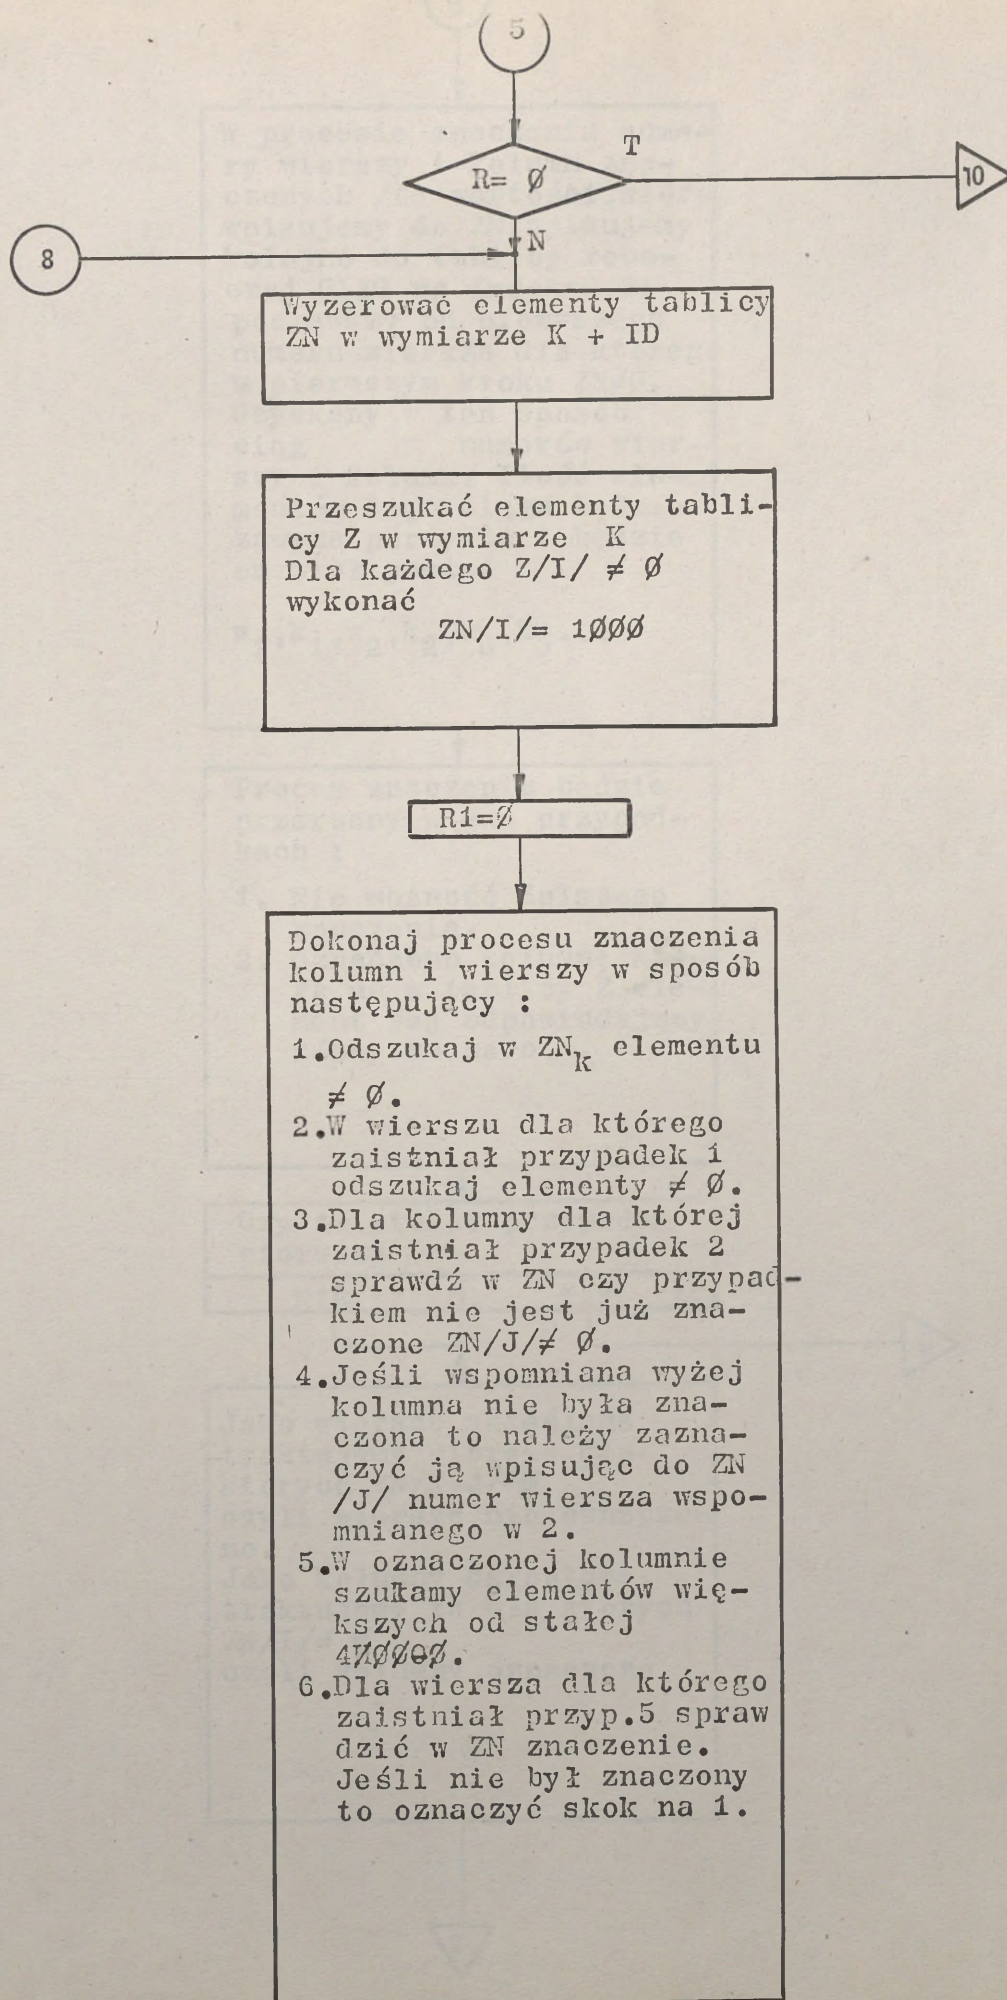 5
R= Ø
T
10
N
8
Wyzerować elementy tablicy
ZN w wymiarze K + ID
Przeszukać elementy tabli-
cy Z w wymiarze K
Dla każdego Z/I/ ≠ Ø
wykonać
ZN/I/= 1ØØØ
R1=Ø
Dokonaj procesu znaczenia
kolumn i wierszy w sposób
następujący :
1.Odszukaj w ZNk elementu
≠ Ø.
2.W wierszu dla którego
zaistniał przypadek 1
odszukaj elementy ≠ Ø.
3.Dla kolumny dla której
zaistniał przypadek 2
sprawdź w ZN czy przypad-
kiem nie jest już zna-
czone ZN/J/≠ Ø.
4.Jeśli wspomniana wyżej
kolumna nie była zna-
czona to należy zazna-
czyć ją wpisując do ZN
/J/ numer wiersza wspo-
mnianego w 2.
5.W oznaczonej kolumnie
szukamy elementów wię-
kszych od stałej
6.Dla wiersza dla którego
zaistniał przyp.5 spraw
dzić w ZN znaczenie.
Jeśli nie był znaczony
to oznaczyć skok na 1.